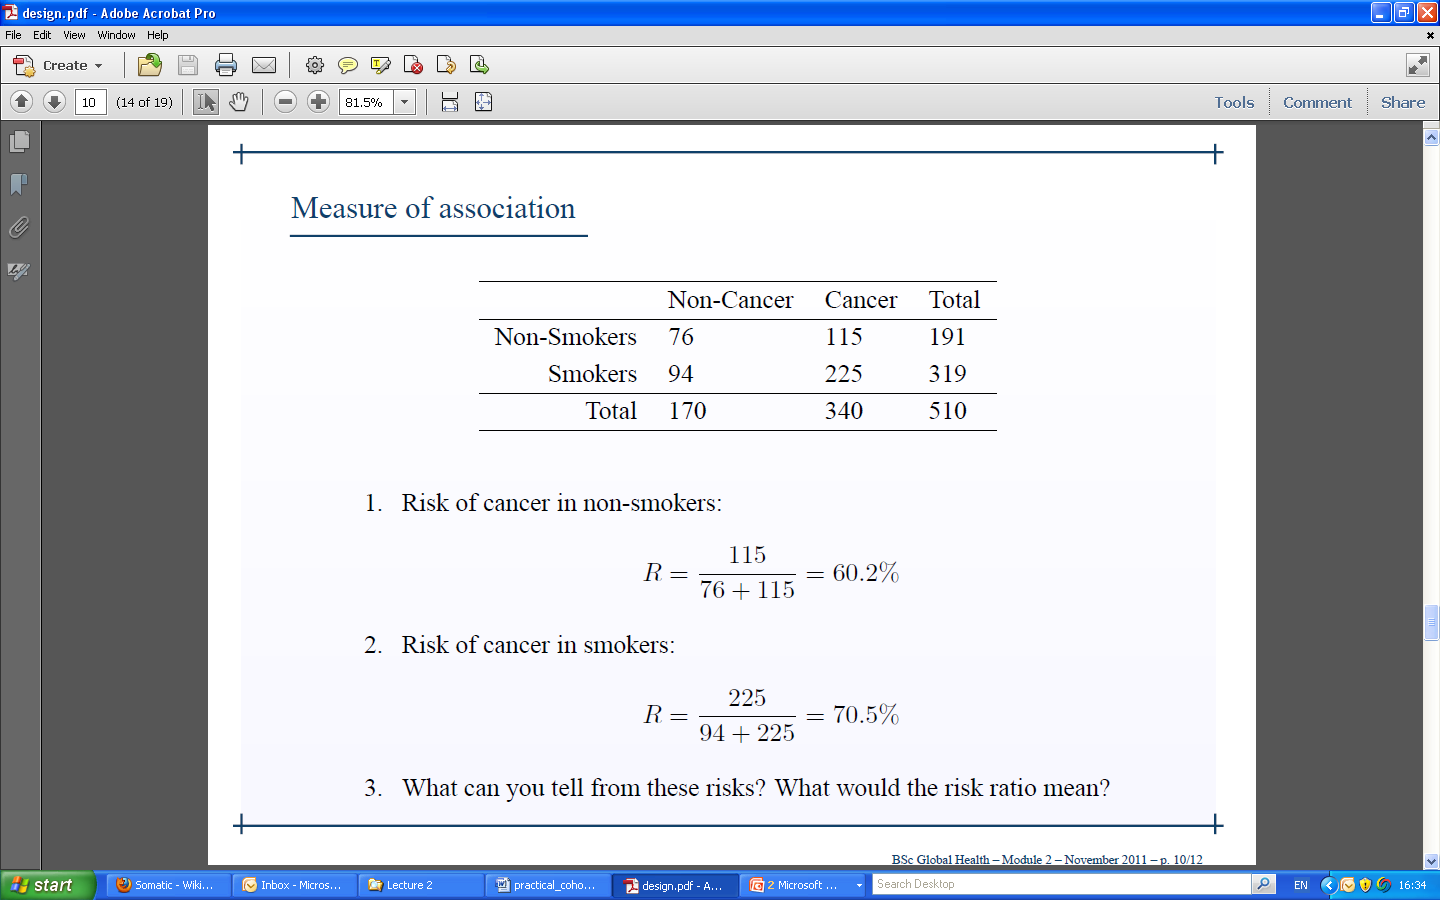 design.pdf - Adobe Acrobat Pro
File Edit View Window Help
Create
10 (14 of 19) 81.5% Tools Comment Share
Measure of association
Non-Cancer Cancer Total
Non-Smokers 76 115 191
Smokers 94 225 319
Total 170 340 510
1. Risk of cancer in non-smokers:
R = 115 / 76 + 115 = 60.2%
2. Risk of cancer in smokers:
R = 225 / 94 + 225 = 70.5%
3. What can you tell from these risks? What would the risk ratio mean?
BSc Global Health – Module 2 – November 2011 – p. 10/12
start Somatic - Wiki... Inbox - Micros... Lecture 2 practical_coho... design.pdf - A... 2 Microsoft ... Search Desktop EN 16:34